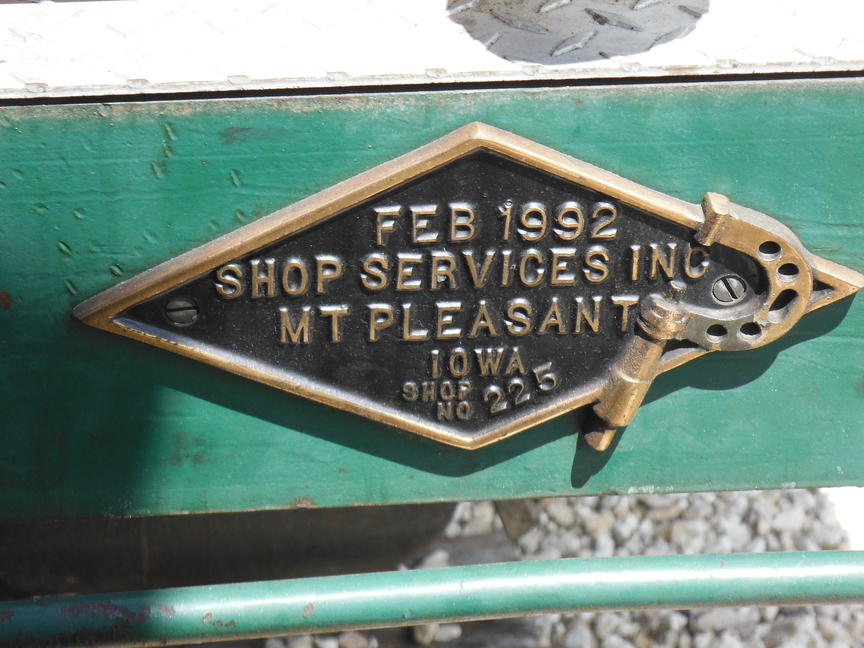 FEB 1992
SHOP SERVICES INC
MT PLEASANT
IOWA
SHOP
NO 225